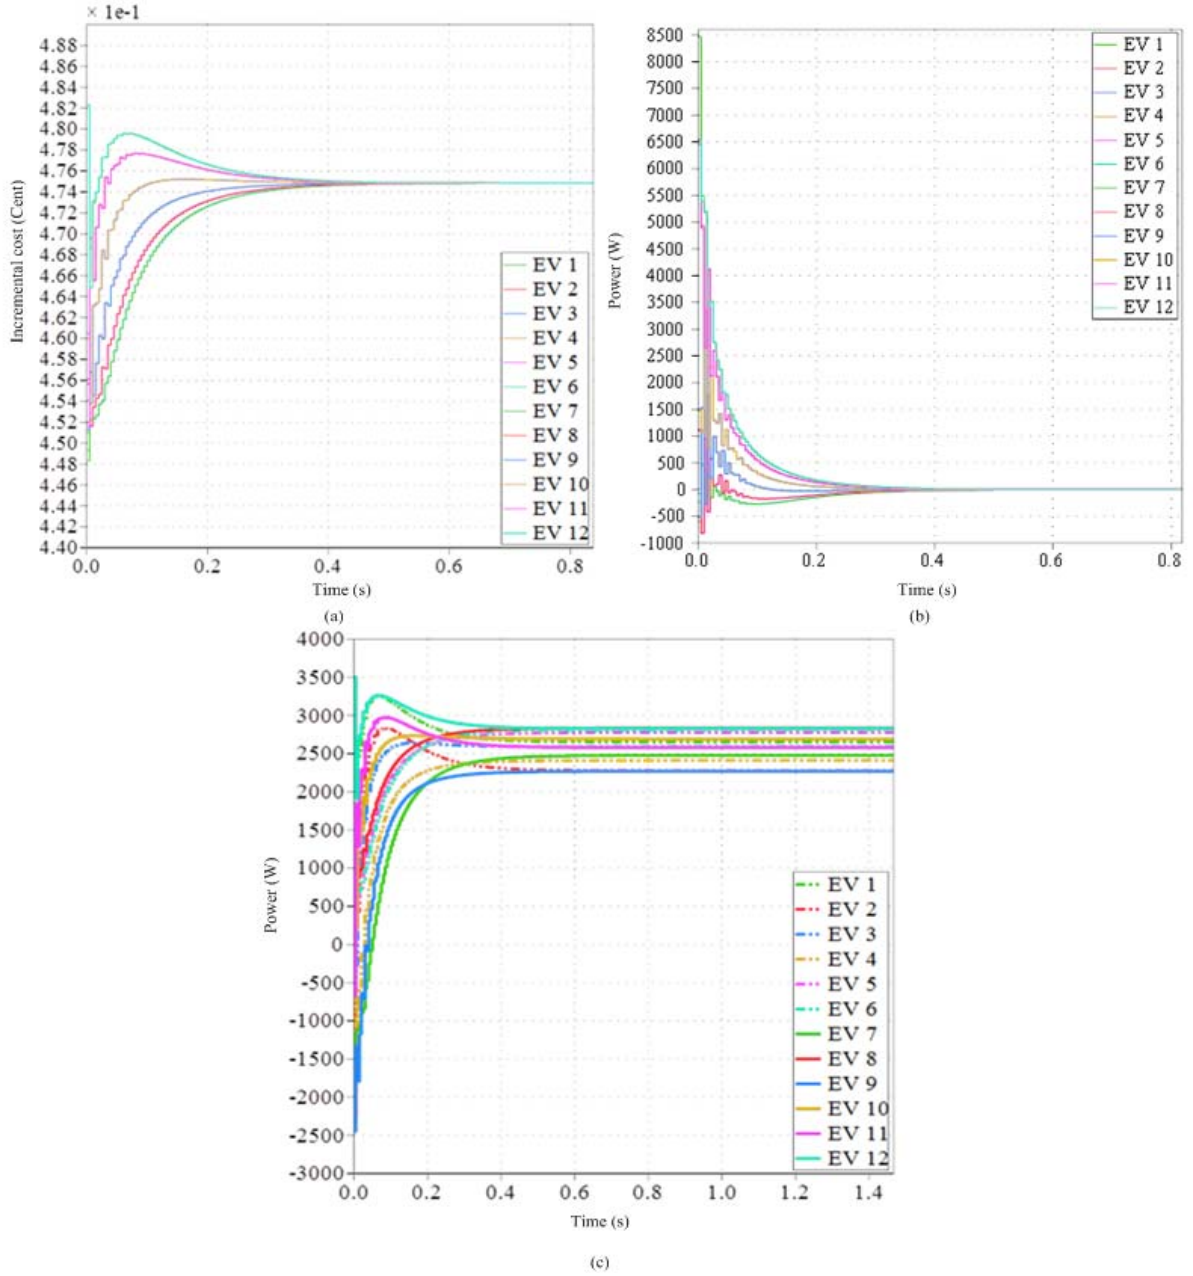 × 1e-1
4.88
4.86
4.84
4.82
4.80
4.78
4.76
4.74
4.72
4.70
4.68
4.66
4.64
4.62
4.60
4.58
4.56
4.54
4.52
4.50
4.48
4.46
4.44
4.42
4.40
Incremental cost (Cent)
0.0 0.2 0.4 0.6 0.8
Time (s)
(a)
EV 1
EV 2
EV 3
EV 4
EV 5
EV 6
EV 7
EV 8
EV 9
EV 10
EV 11
EV 12
8500
8000
7500
7000
6500
6000
5500
5000
4500
4000
3500
3000
2500
2000
1500
1000
500
0
-500
-1000
Power (W)
0.0 0.2 0.4 0.6 0.8
Time (s)
(b)
EV 1
EV 2
EV 3
EV 4
EV 5
EV 6
EV 7
EV 8
EV 9
EV 10
EV 11
EV 12
4000
3500
3000
2500
2000
1500
1000
500
0
-500
-1000
-1500
-2000
-2500
-3000
Power (W)
0.0 0.2 0.4 0.6 0.8 1.0 1.2 1.4
Time (s)
(c)
EV 1
EV 2
EV 3
EV 4
EV 5
EV 6
EV 7
EV 8
EV 9
EV 10
EV 11
EV 12